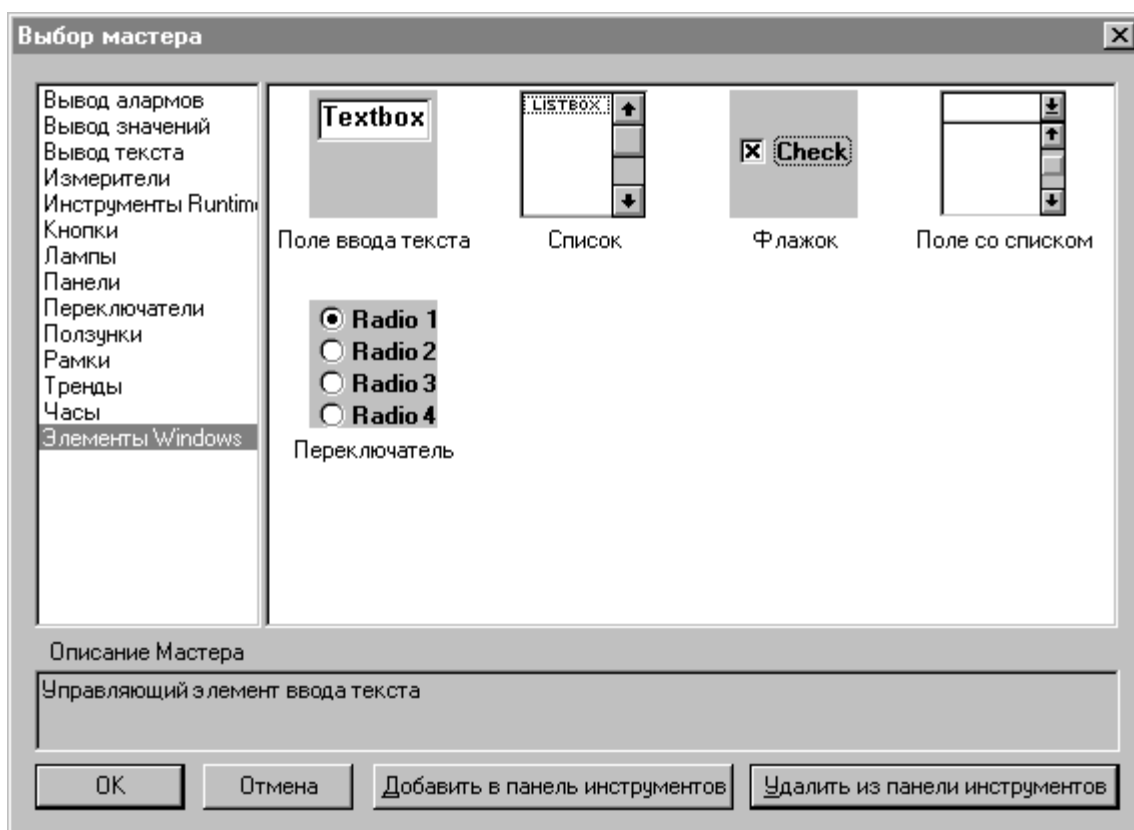 Выбор мастера
Вывод алармов
Вывод значений
Вывод текста
Измерители
Инструменты Runtim
Кнопки
Лампы
Панели
Переключатели
Ползунки
Рамки
Тренды
Часы
Элементы Windows
Textbox
LISTBOX
Check
Поле ввода текста
Список
Флажок
Поле со списком
Radio 1
Radio 2
Radio 3
Radio 4
Переключатель
Описание Мастера
Управляющий элемент ввода текста
OK
Отмена
Добавить в панель инструментов
Удалить из панели инструментов